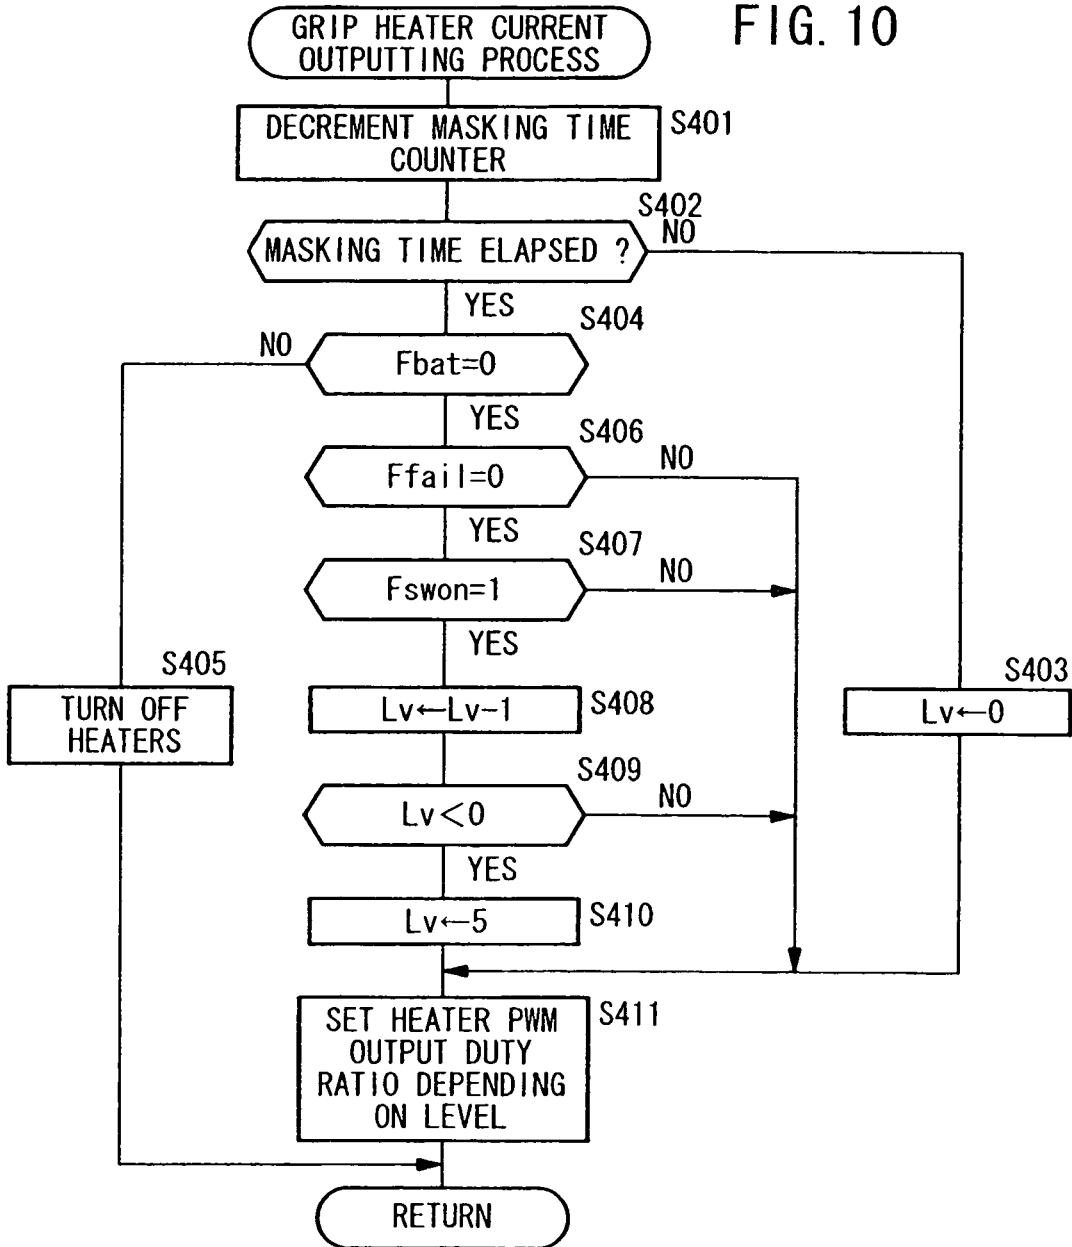 FIG. 10
GRIP HEATER CURRENT
OUTPUTTING PROCESS
DECREMENT MASKING TIME
COUNTER
S401
S402
MASKING TIME ELAPSED ?
NO
YES
S404
NO
Fbat=0
YES
S406
Ffail=0
NO
YES
S407
Fswon=1
NO
YES
S405
TURN OFF
HEATERS
Lv←Lv-1
S408
S403
Lv←0
S409
Lv<0
NO
YES
Lv←5
S410
SET HEATER PWM
OUTPUT DUTY
RATIO DEPENDING
ON LEVEL
S411
RETURN